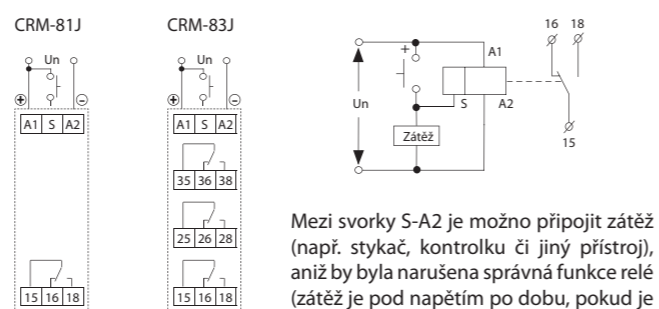 CRM-81J
CRM-83J
Un
+ -
A1 S A2
15 16 18
Un
+ -
A1 S A2
35 36 38
25 26 28
15 16 18
16 18
+
A1
Un
S A2
Zátěž
15
Mezi svorky S-A2 je možno připojit zátěž
(např. stykač, kontrolku či jiný přístroj),
aniž by byla narušena správná funkce relé
(zátěž je pod napětím po dobu, pokud je